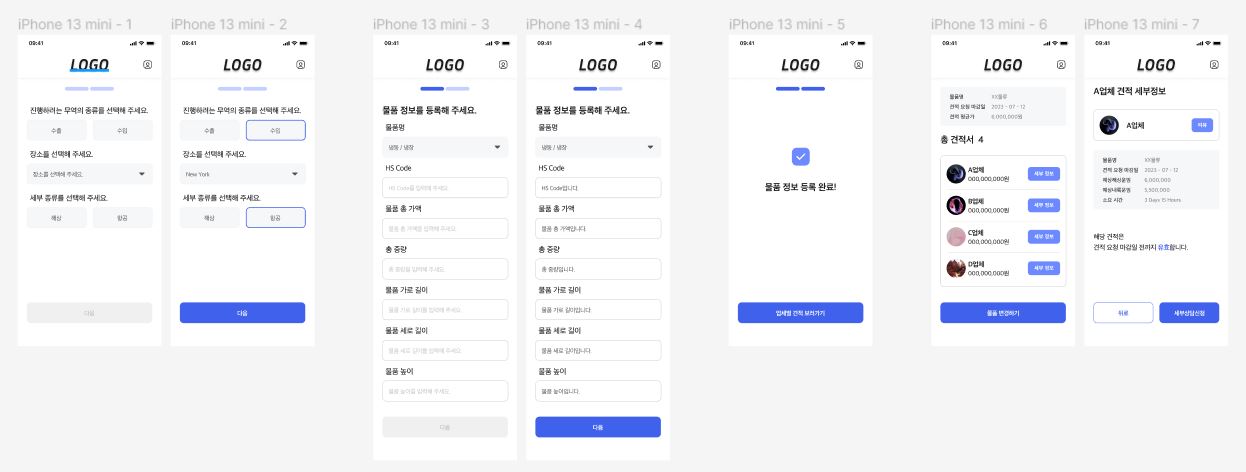 iPhone 13 mini - 1
09:41
LOGO
진행하려는 무역의 종류를 선택해 주세요.
수출
수입
장소를 선택해 주세요.
장소를 선택해 주세요.
세부 종류를 선택해 주세요.
해상
항공
다음
iPhone 13 mini - 2
09:41
LOGO
진행하려는 무역의 종류를 선택해 주세요.
수출
수입
장소를 선택해 주세요.
New York
세부 종류를 선택해 주세요.
해상
항공
다음
iPhone 13 mini - 3
09:41
LOGO
물품 정보를 등록해 주세요.
물품명
냉동 / 냉장
HS Code
HS Code를 입력해 주세요.
물품 총 가액
물품 총 가액을 입력해 주세요.
총 중량
총 중량을 입력해 주세요.
물품 가로 길이
물품 가로 길이를 입력해 주세요.
물품 세로 길이
물품 세로 길이를 입력해 주세요.
물품 높이
물품 높이를 입력해 주세요.
다음
iPhone 13 mini - 4
09:41
LOGO
물품 정보를 등록해 주세요.
물품명
냉동 / 냉장
HS Code
HS Code입니다.
물품 총 가액
물품 총 가액입니다.
총 중량
총 중량입니다.
물품 가로 길이
물품 가로 길이입니다.
물품 세로 길이
물품 세로 길이입니다.
물품 높이
물품 높이입니다.
다음
iPhone 13 mini - 5
09:41
LOGO
물품 정보 등록 완료!
업체별 견적 보러가기
iPhone 13 mini - 6
09:41
LOGO
물품명 XX물류
견적 요청 마감일 2023 - 07 - 12
견적 평균가 6,000,000원
총 견적서 4
A업체
000,000,000원
세부 정보
B업체
000,000,000원
세부 정보
C업체
000,000,000원
세부 정보
D업체
000,000,000원
세부 정보
물품 변경하기
iPhone 13 mini - 7
09:41
LOGO
A업체 견적 세부정보
A업체
물품명 XX물류
견적 요청 마감일 2023 - 07 - 12
예상해상운임 6,000,000
예상내륙운임 5,500,000
소요 시간 3 Days 15 Hours
해당 견적은
견적 요청 마감일 전까지 유효합니다.
뒤로
세부상담신청